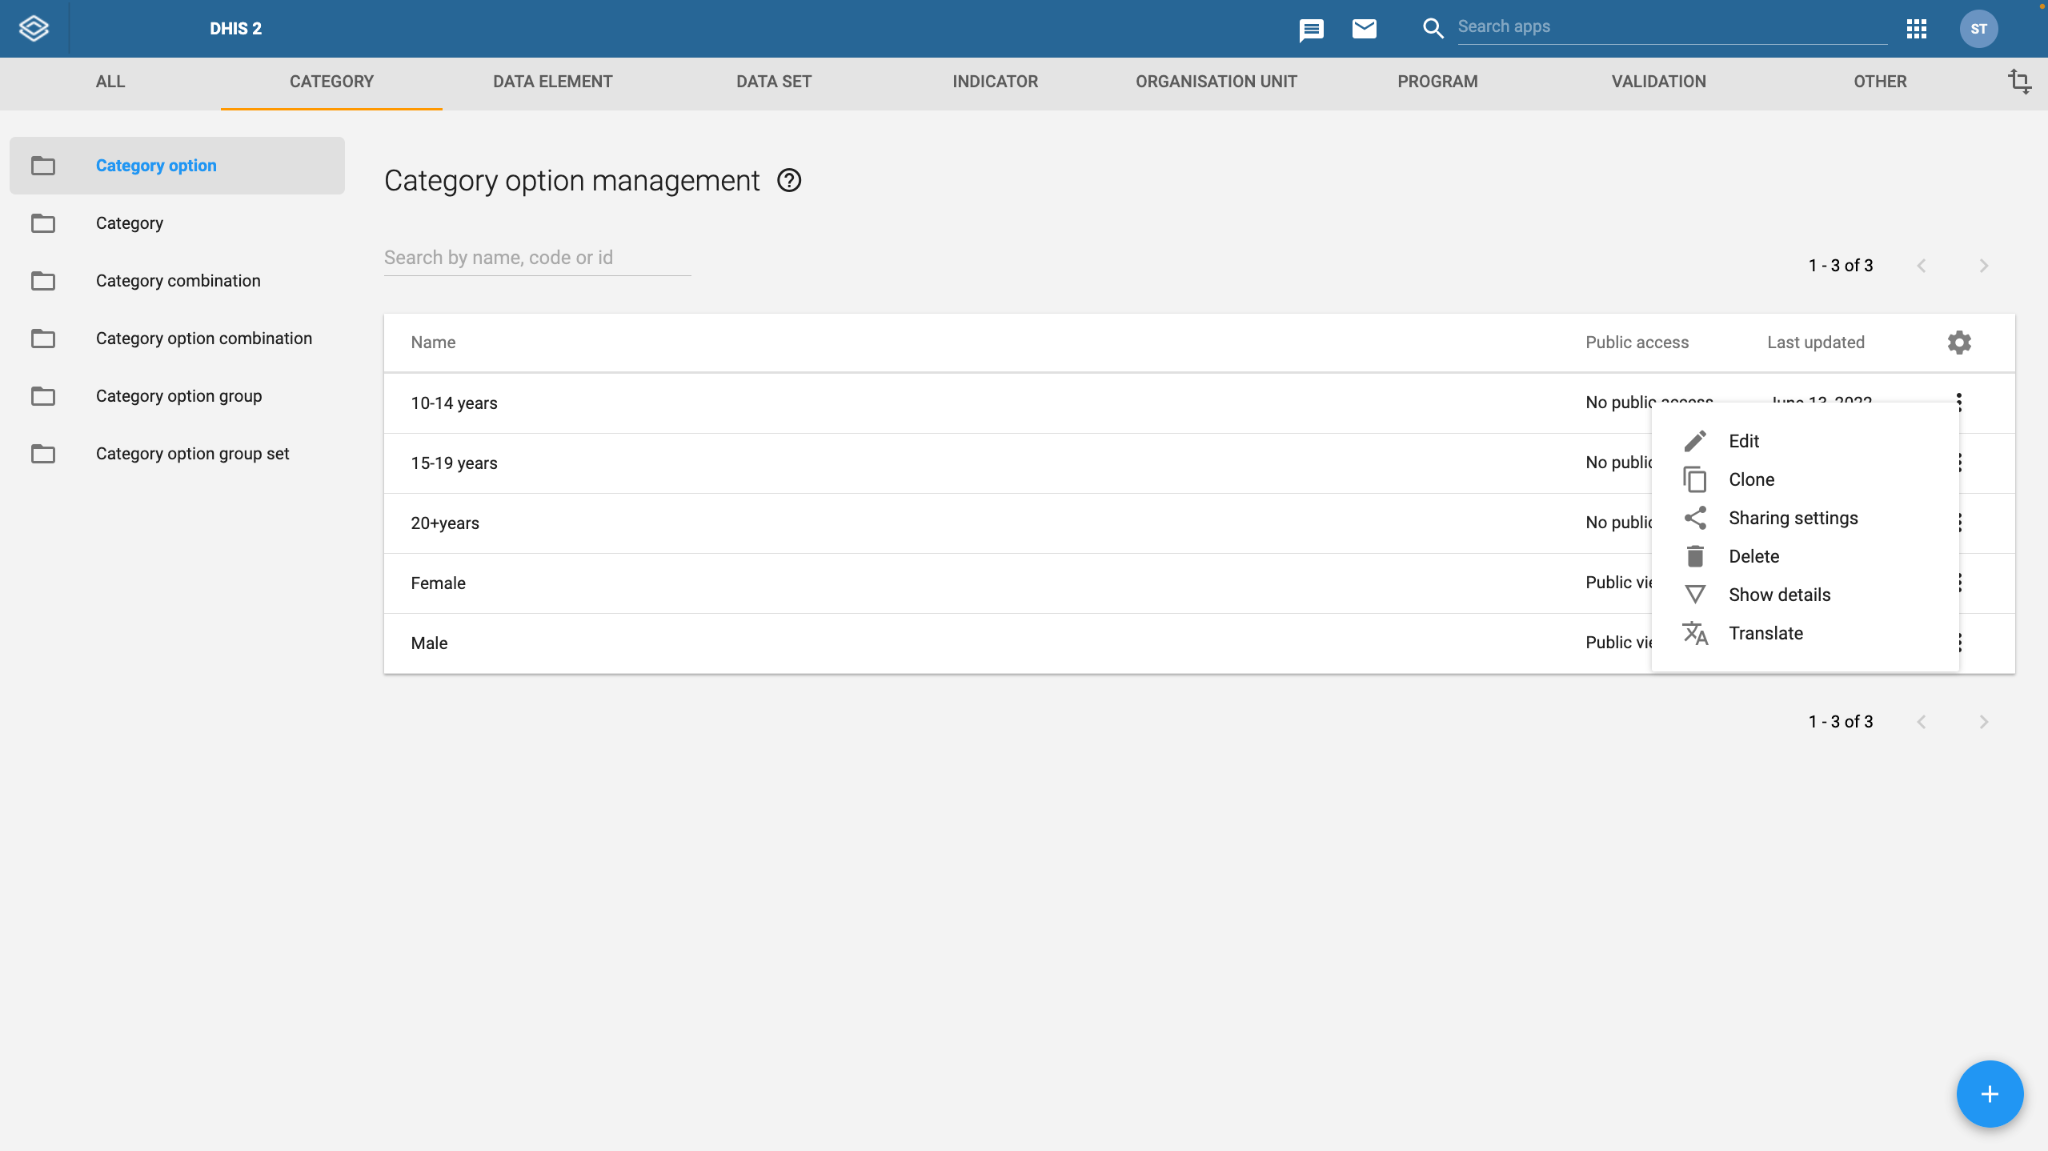 DHIS 2
Search apps
ST
ALL
CATEGORY
DATA ELEMENT
DATA SET
INDICATOR
ORGANISATION UNIT
PROGRAM
VALIDATION
OTHER
Category option
Category
Category combination
Category option combination
Category option group
Category option group set
Category option management
Search by name, code or id
1 - 3 of 3
Name
Public access
Last updated
10-14 years
No public access
June 13, 2022
15-19 years
No public
20+years
No public
Female
Public
Male
Public
Edit
Clone
Sharing settings
Delete
Show details
Translate
1 - 3 of 3